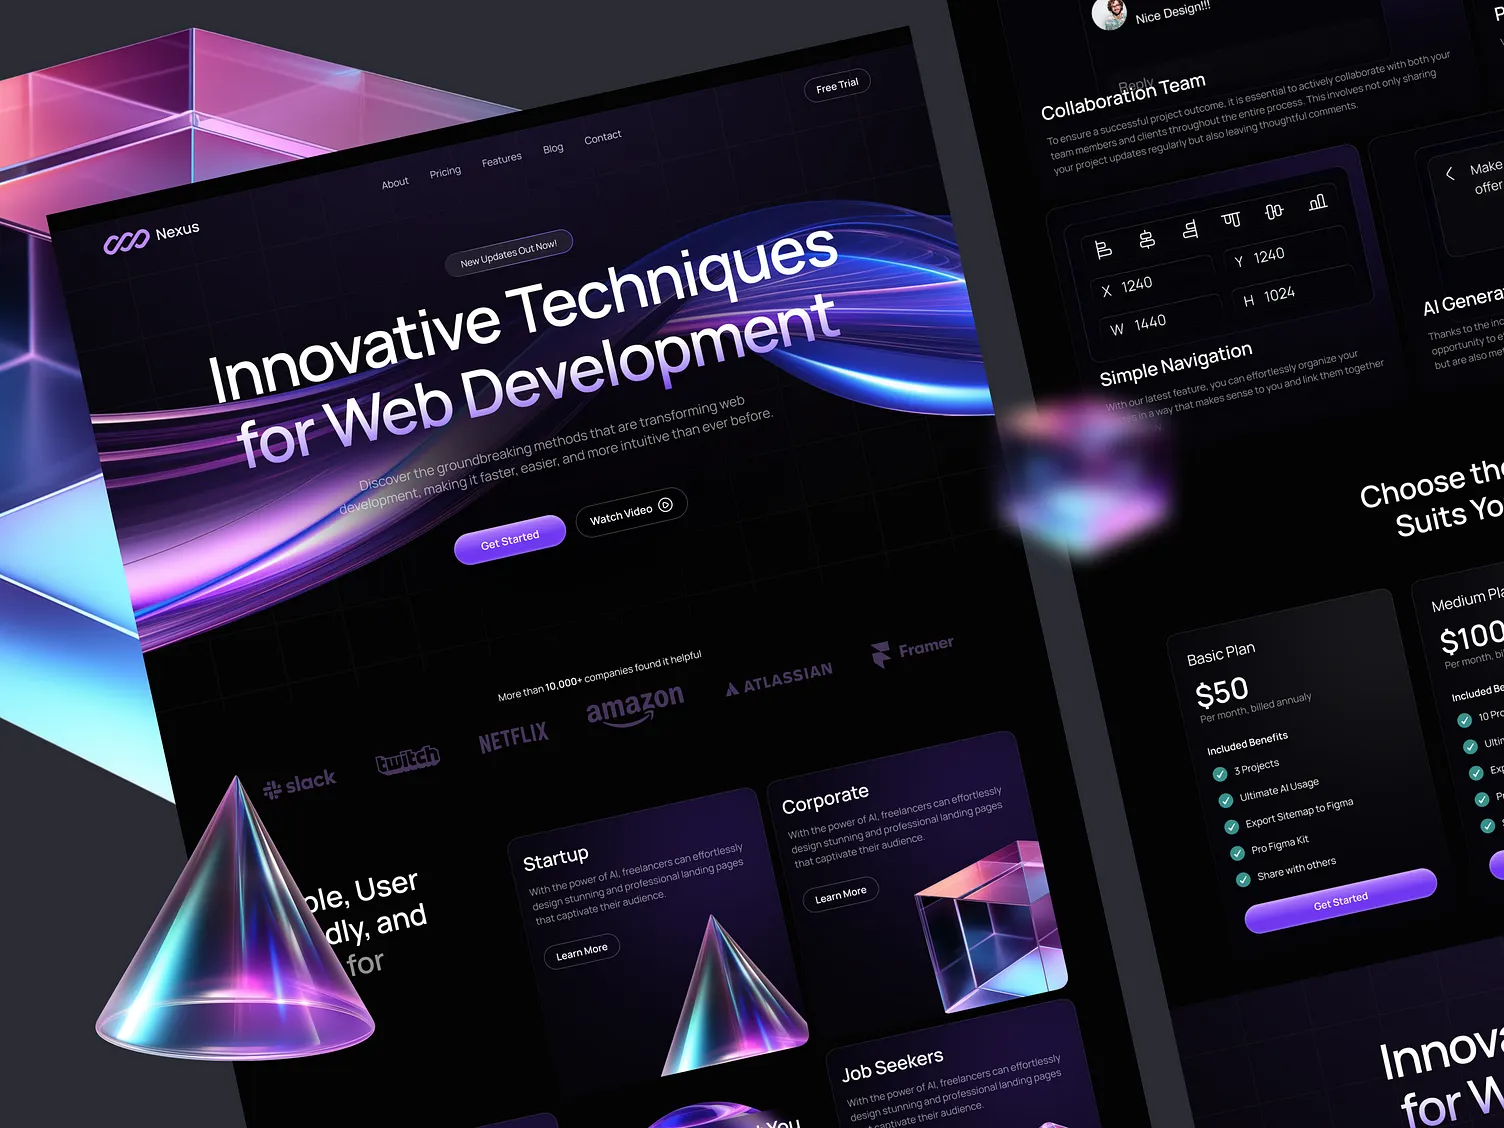 Free Trial
About
Pricing
Features
Blog
Contact
Nexus
New Updates Out Now!
Innovative Techniques
for Web Development
Discover the groundbreaking methods that are transforming web
development, making it faster, easier, and more intuitive than ever before.
Get Started
Watch Video
More than 10,000+ companies found it helpful
slack
twitch
NETFLIX
amazon
ATLASSIAN
Framer
ple, User
dly, and
for
Startup
With the power of AI, freelancers can effortlessly
design stunning and professional landing pages
that captivate their audience.
Learn More
Corporate
With the power of AI, freelancers can effortlessly
design stunning and professional landing pages
that captivate their audience.
Learn More
Job Seekers
With the power of AI, freelancers can effortlessly
design stunning and professional landing pages
captivate their audience.
You
Nice Design!!!
Reply
Collaboration Team
To ensure a successful project outcome, it is essential to actively collaborate with both your
team members and clients throughout the entire process. This involves not only sharing
your project updates regularly but also leaving thoughtful comments.
X 1240
Y 1240
W 1440
H 1024
Simple Navigation
With our latest feature, you can effortlessly organize your
in a way that makes sense to you and link them together
Make
offer
AI Genera
Thanks to the inc
opportunity to e
but are also met
Choose the
Suits Yo
Basic Plan
$50
Per month, billed annualy
Included Benefits
3 Projects
Ultimate AI Usage
Export Sitemap to Figma
Pro Figma Kit
Share with others
Get Started
Medium Pla
$100
Per month, bi
Included Be
10 Pro
Ultim
Exp
Pr
Innova
for W